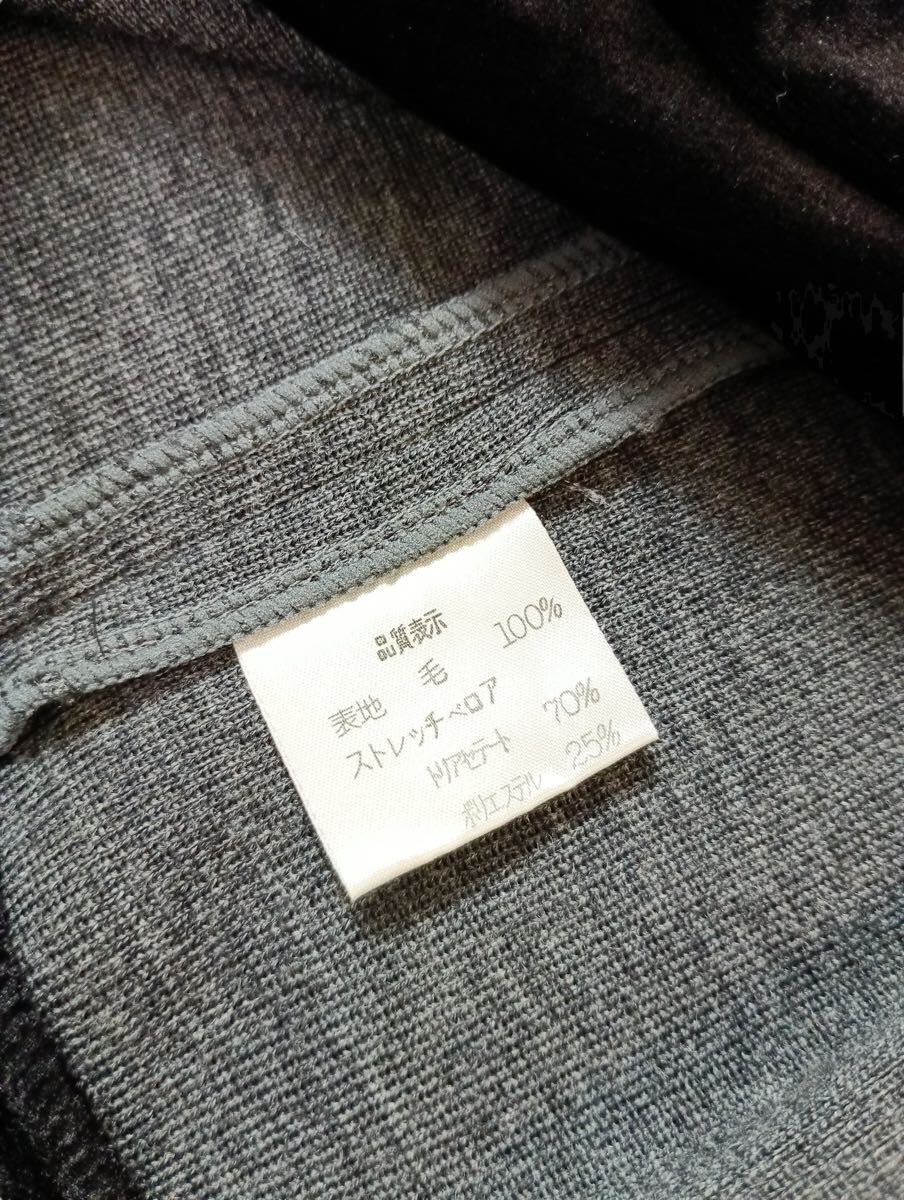 品質表示
表地 毛 100%
ストレッチベロア
トリアセテート 70%
ポリエステル 25%